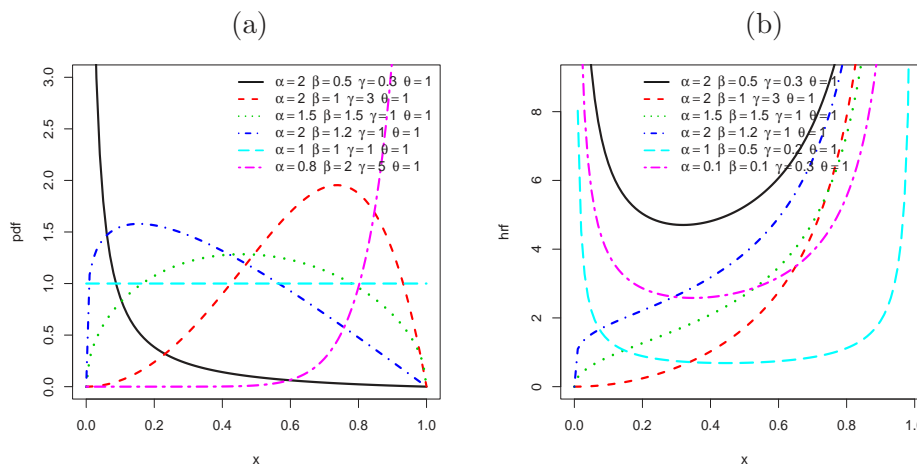 (a)
α = 2 β = 0.5 γ = 0.3 θ = 1
α = 2 β = 1 γ = 3 θ = 1
α = 1.5 β = 1.5 γ = 1 θ = 1
α = 2 β = 1.2 γ = 1 θ = 1
α = 1 β = 1 γ = 1 θ = 1
α = 0.8 β = 2 γ = 5 θ = 1
3.0
2.5
2.0
1.5
1.0
0.5
0.0
pdf
0.0 0.2 0.4 0.6 0.8 1.0
x
(b)
α = 2 β = 0.5 γ = 0.3 θ = 1
α = 2 β = 1 γ = 3 θ = 1
α = 1.5 β = 1.5 γ = 1 θ = 1
α = 2 β = 1.2 γ = 1 θ = 1
α = 1 β = 0.5 γ = 0.2 θ = 1
α = 0.1 β = 0.1 γ = 0.3 θ = 1
8
6
4
2
0
hrf
0.0 0.2 0.4 0.6 0.8 1.0
x